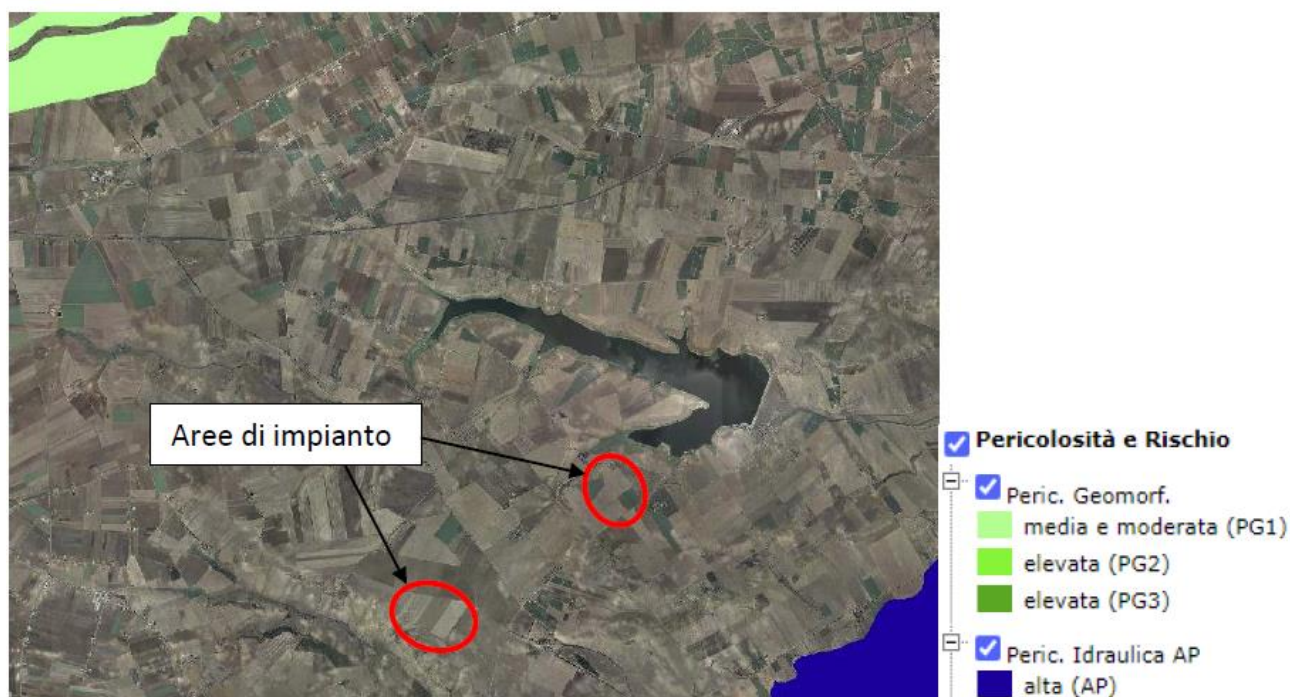 Aree di impianto
Pericolosità e Rischio
Peric. Geomorf.
media e moderata (PG1)
elevata (PG2)
elevata (PG3)
Peric. Idraulica AP
alta (AP)